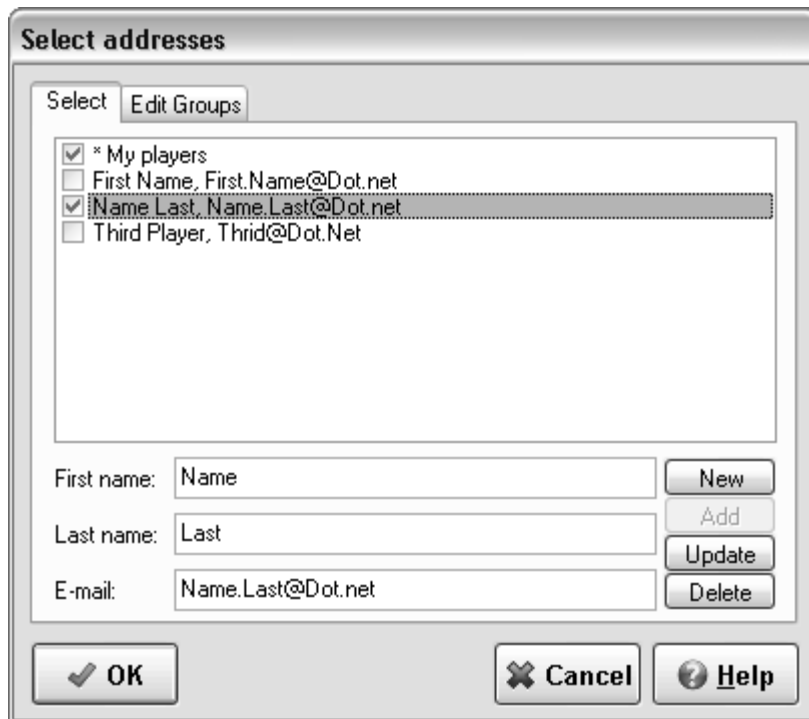 Select addresses
Select Edit Groups
* My players
First Name, First.Name@Dot.net
Name Last, Name.Last@Dot.net
Third Player, Thrid@Dot.Net
First name: Name New
Add
Last name: Last
Update
E-mail: Name.Last@Dot.net Delete
OK Cancel Help